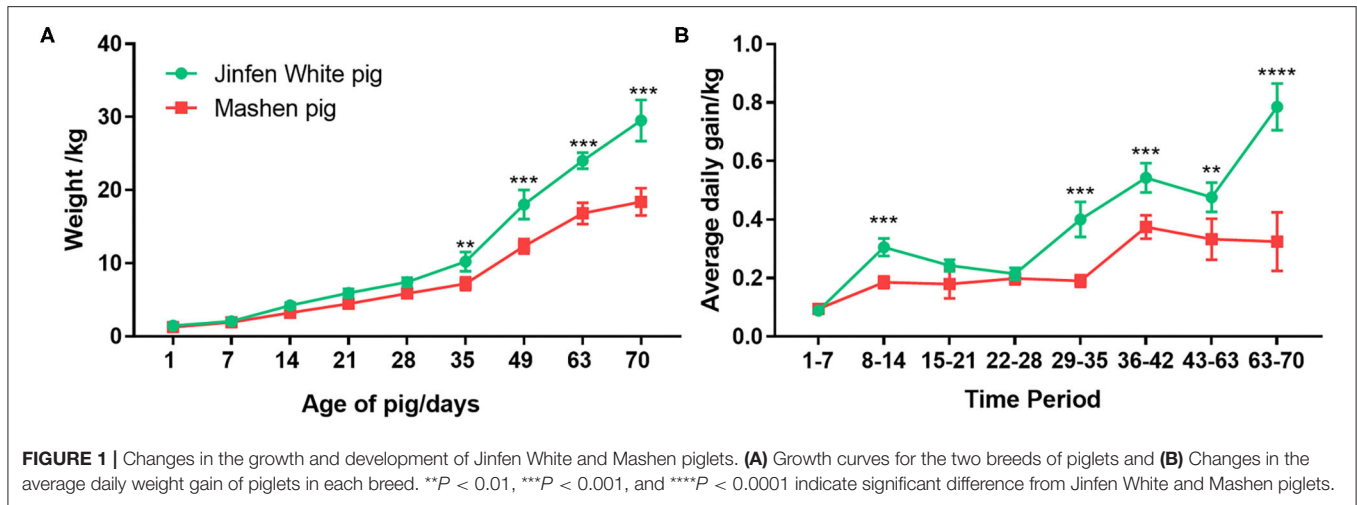 A
Weight /kg
40
30
20
10
0
Jinfen White pig
Mashen pig
**
***
***
***
1 7 14 21 28 35 49 63 70
Age of pig/days
B
Average daily gain/kg
1.0
0.8
0.6
0.4
0.2
0.0
***
***
***
**
****
1-7 8-14 15-21 22-28 29-35 36-42 43-63 63-70
Time Period
FIGURE 1 | Changes in the growth and development of Jinfen White and Mashen piglets. (A) Growth curves for the two breeds of piglets and (B) Changes in the
average daily weight gain of piglets in each breed. **P < 0.01, ***P < 0.001, and ****P < 0.0001 indicate significant difference from Jinfen White and Mashen piglets.